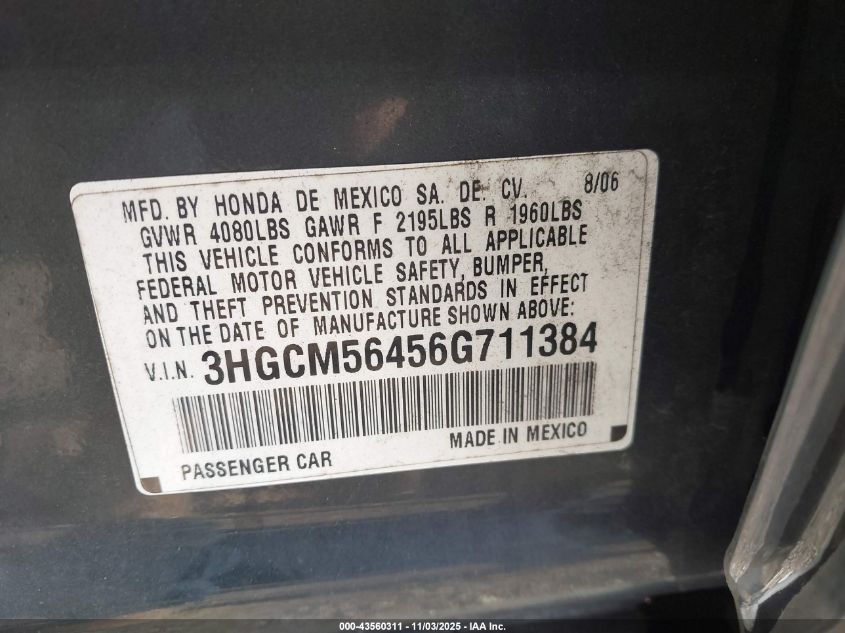 MFD. BY HONDA DE MEXICO SA. DE. CV. 8/06
GVWR 4080LBS GAWR F 2195LBS R 1960LBS
THIS VEHICLE CONFORMS TO ALL APPLICABLE
FEDERAL MOTOR VEHICLE SAFETY, BUMPER,
AND THEFT PREVENTION STANDARDS IN EFFECT
ON THE DATE OF MANUFACTURE SHOWN ABOVE:
V.I.N. 3HGCM56456G711384
PASSENGER CAR MADE IN MEXICO
000-43560311 - 11/03/2025 - IAA Inc.